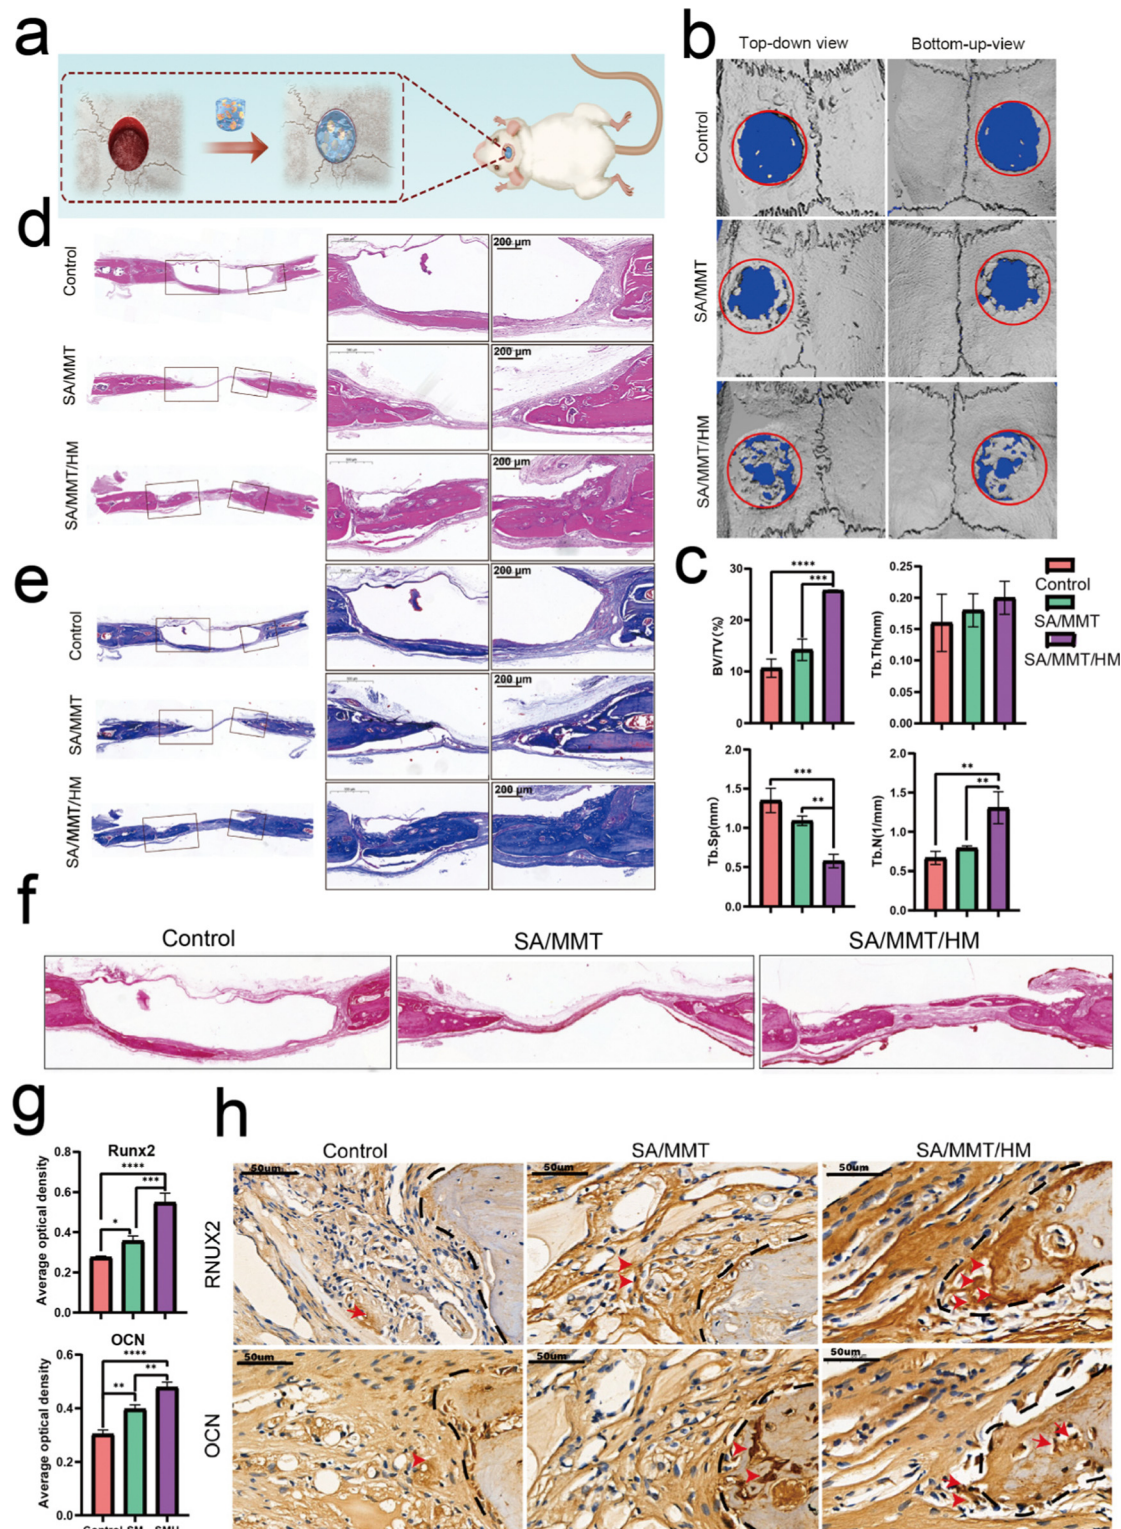 a
b
Top-down view
Bottom-up-view
Control
SA/MMT
SA/MMT/HM
c
****
***
30
20
10
0
BV/TV(%)
0.25
0.20
0.15
0.10
0.05
0.00
Tb.Th(mm)
Control
SA/MMT
SA/MMT/HM
***
**
2.0
1.5
1.0
0.5
0.0
Tb.Sp(mm)
**
**
1.5
1.0
0.5
0.0
Tb.N(1/mm)
d
Control
200 μm
SA/MMT
200 μm
SA/MMT/HM
200 μm
e
Control
200 μm
SA/MMT
200 μm
SA/MMT/HM
200 μm
f
Control
SA/MMT
SA/MMT/HM
g
Runx2
****
***
*
0.8
0.6
0.4
0.2
0.0
Average optical density
OCN
****
**
**
0.6
0.4
0.2
0.0
Average optical density
Control SM SMH
h
Control
SA/MMT
SA/MMT/HM
RNUX2
50um
50um
50um
OCN
50um
50um
50um